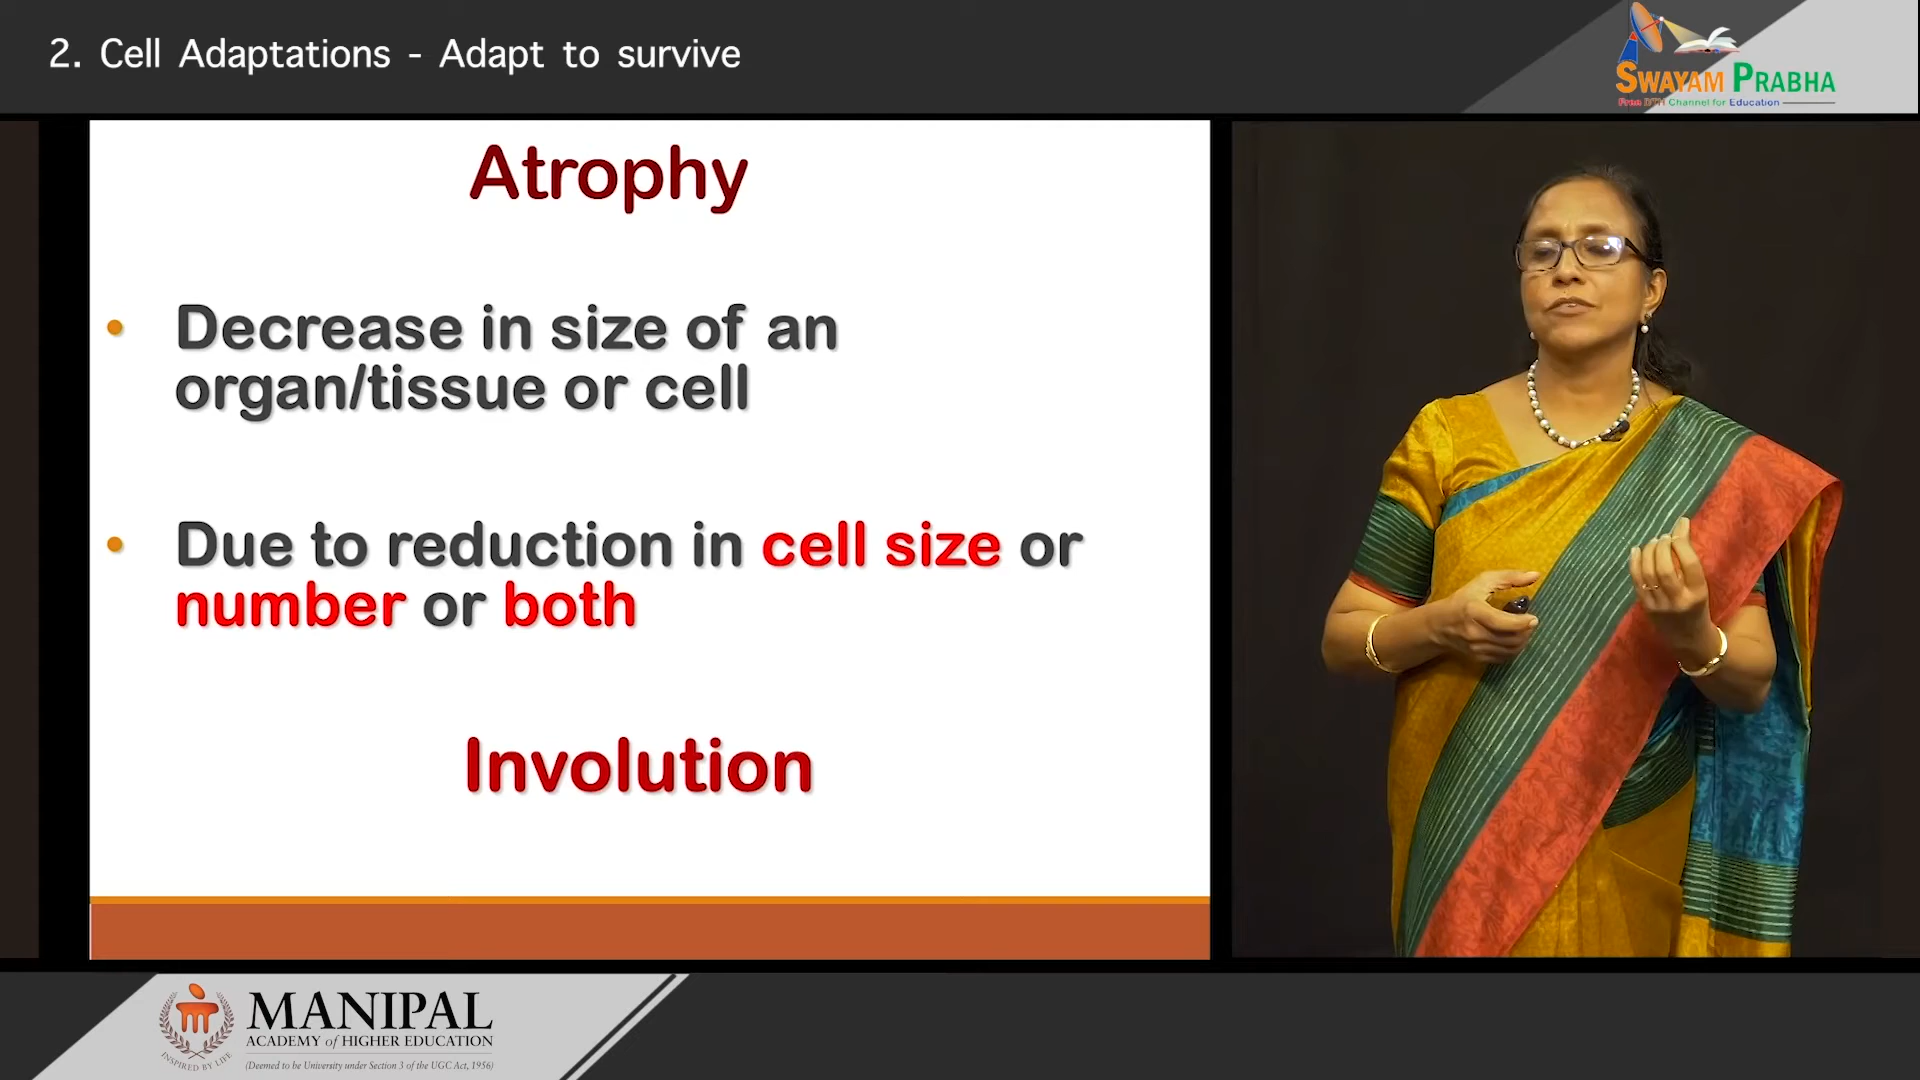 2. Cell Adaptations - Adapt to survive
SWAYAM PRABHA
Free DTH Channel for Education
Atrophy
• Decrease in size of an
organ/tissue or cell
• Due to reduction in cell size or
number or both
Involution
INSPIRED BY LIFE
MANIPAL
ACADEMY of HIGHER EDUCATION
(Deemed to be University under Section 3 of the UGC Act, 1956)